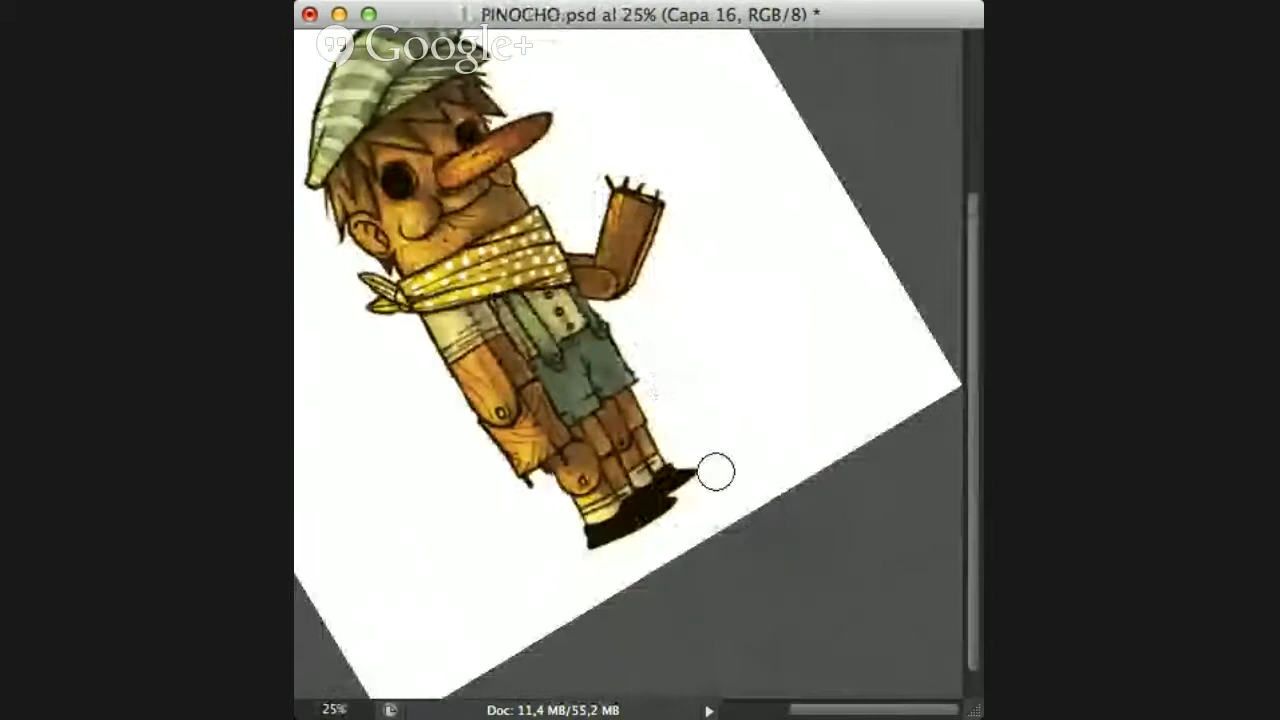 PINOCHO.psd al 25% (Capa 16, RGB/8) *
Google+
25%
Doc: 11,4 MB/55,2 MB